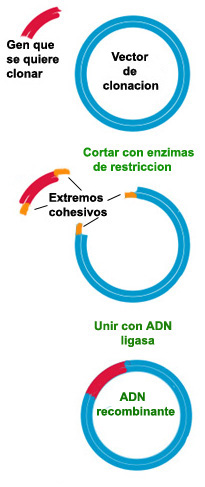 Gen que
se quiere
clonar
Vector
de
clonacion
Cortar con enzimas
de restriccion
Extremos
cohesivos
Unir con ADN
ligasa
ADN
recombinante